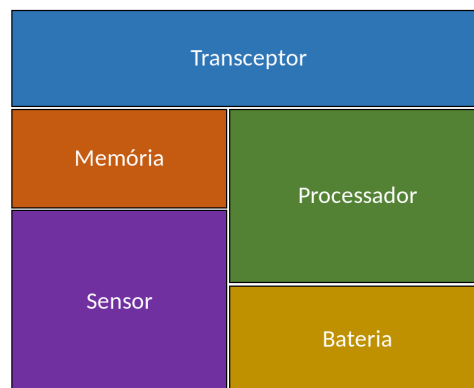 Transceptor
Memória
Processador
Sensor
Bateria